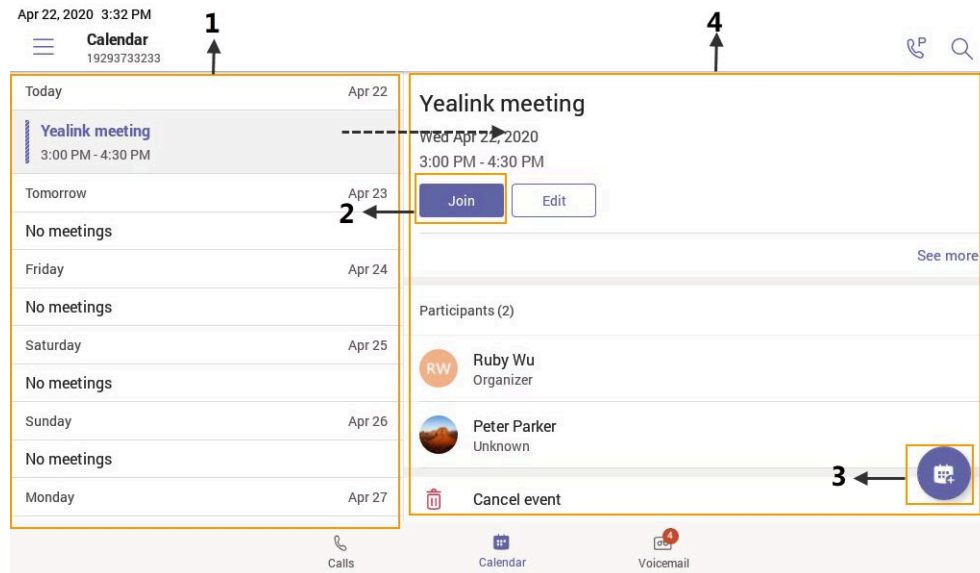 Apr 22, 2020 3:32 PM
Calendar
19293733233
P
1
4
Today Apr 22
Yealink meeting
3:00 PM - 4:30 PM
Tomorrow Apr 23
No meetings
Friday Apr 24
No meetings
Saturday Apr 25
No meetings
Sunday Apr 26
No meetings
Monday Apr 27
Yealink meeting
Wed Apr 22, 2020
3:00 PM - 4:30 PM
2
Join Edit
See more
Participants (2)
RW
Ruby Wu
Organizer
Peter Parker
Unknown
3
Cancel event
Calls
Calendar
4
Voicemail